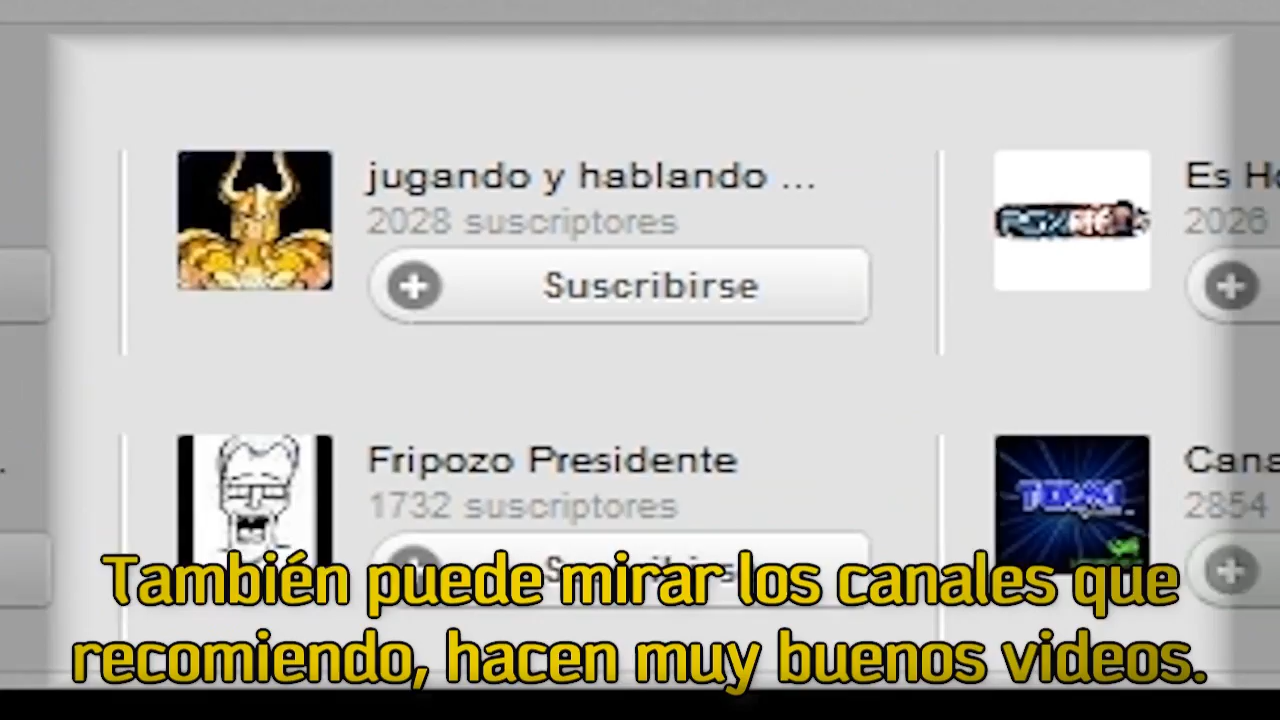 jugando y hablando ...
2028 suscriptores
Suscribirse
Es
2026
Fripozo Presidente
1732 suscriptores
2854
También puede mirar los canales que
recomiendo, hacen muy buenos videos.